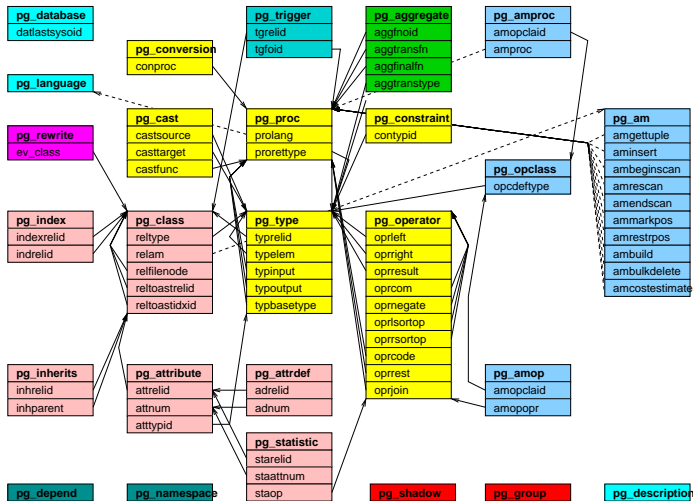 pg_database
datlastsysoid
pg_conversion
conproc
pg_trigger
tgrelid
tgfoid
pg_aggregate
aggfnoid
aggtransfn
aggfinalfn
aggtranstype
pg_amproc
amopclaid
amproc
pg_language
pg_rewrite
ev_class
pg_cast
castsource
casttarget
castfunc
pg_proc
prolang
prorettype
pg_constraint
contypid
pg_opclass
opcdeftype
pg_am
amgettuple
aminsert
ambeginscan
amrescan
amendscan
ammarkpos
amrestrpos
ambuild
ambulkdelete
amcostestimate
pg_index
indexrelid
indrelid
pg_class
reltype
relam
relfilenode
reltoastrelid
reltoastidxid
pg_type
typrelid
typelem
typinput
typoutput
typbasetype
pg_operator
oprleft
oprright
oprresult
oprcom
oprnegate
oprlsortop
oprrsortop
oprcode
oprrest
oprjoin
pg_inherits
inhrelid
inhparent
pg_attribute
attrelid
attnum
atttypid
pg_attrdef
adrelid
adnum
pg_amop
amopclaid
amopopr
pg_statistic
starelid
staattnum
staop
pg_depend
pg_namespace
pg_shadow
pg_group
pg_description